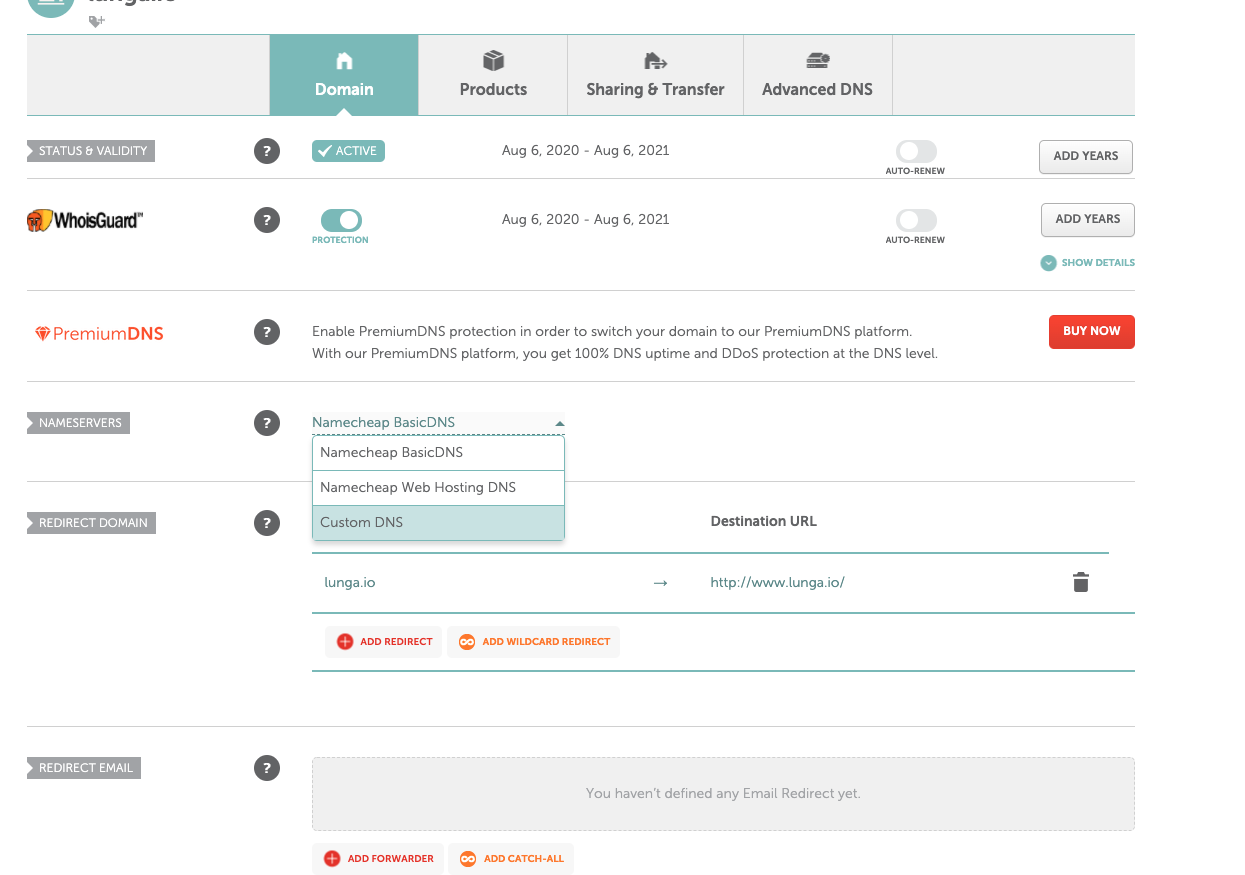 Domain
Products
Sharing & Transfer
Advanced DNS
STATUS & VALIDITY
?
ACTIVE
Aug 6, 2020 - Aug 6, 2021
AUTO-RENEW
ADD YEARS
WhoisGuard™
?
PROTECTION
Aug 6, 2020 - Aug 6, 2021
AUTO-RENEW
ADD YEARS
SHOW DETAILS
PremiumDNS
?
Enable PremiumDNS protection in order to switch your domain to our PremiumDNS platform.
With our PremiumDNS platform, you get 100% DNS uptime and DDoS protection at the DNS level.
BUY NOW
NAMESERVERS
?
Namecheap BasicDNS
Namecheap BasicDNS
Namecheap Web Hosting DNS
Custom DNS
REDIRECT DOMAIN
?
Destination URL
lunga.io
→
http://www.lunga.io/
ADD REDIRECT
ADD WILDCARD REDIRECT
REDIRECT EMAIL
?
You haven't defined any Email Redirect yet.
ADD FORWARDER
ADD CATCH-ALL